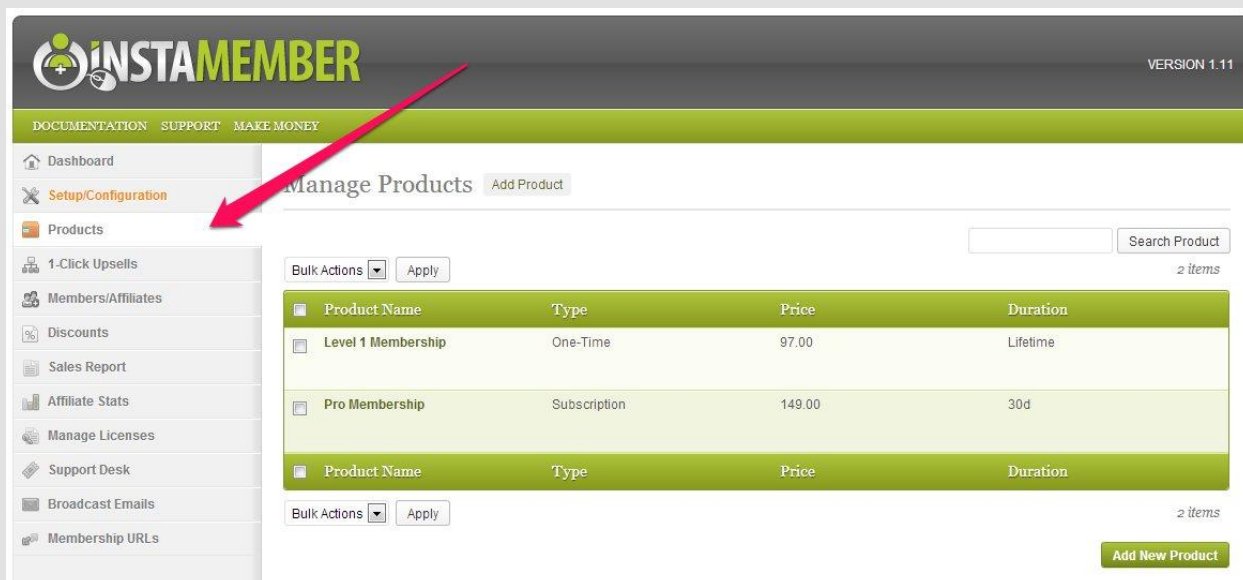 INSTAMEMBER
VERSION 1.11
DOCUMENTATION SUPPORT MAKE MONEY
Dashboard
Setup/Configuration
Products
1-Click Upsells
Members/Affiliates
Discounts
Sales Report
Affiliate Stats
Manage Licenses
Support Desk
Broadcast Emails
Membership URLs
Manage Products Add Product
Search Product
Bulk Actions Apply 2 items
Product Name Type Price Duration
Level 1 Membership One-Time 97.00 Lifetime
Pro Membership Subscription 149.00 30d
Product Name Type Price Duration
Bulk Actions Apply 2 items
Add New Product